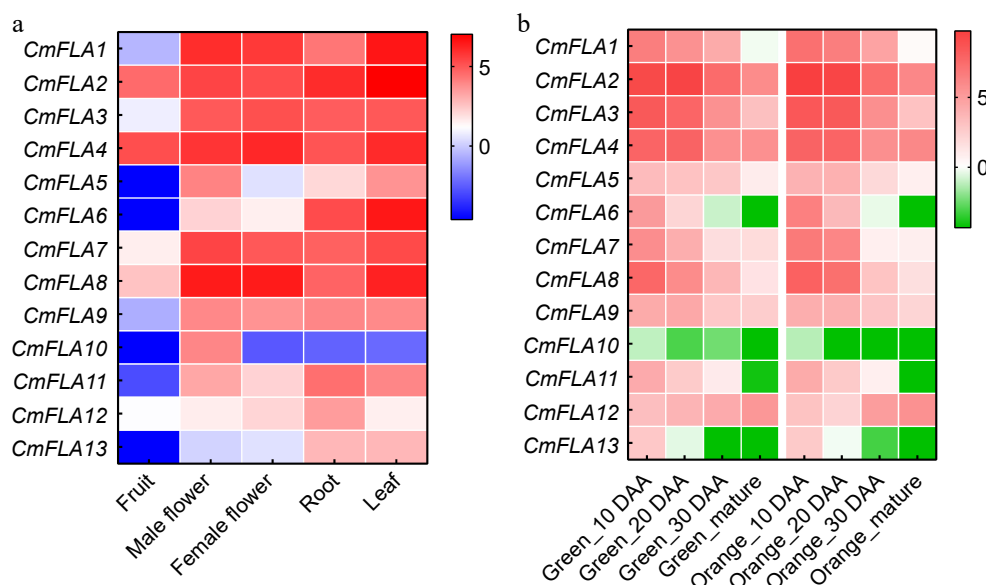 a
CmFLA1
CmFLA2
CmFLA3
CmFLA4
CmFLA5
CmFLA6
CmFLA7
CmFLA8
CmFLA9
CmFLA10
CmFLA11
CmFLA12
CmFLA13
Fruit
Male flower
Female flower
Root
Leaf
5
0
b
CmFLA1
CmFLA2
CmFLA3
CmFLA4
CmFLA5
CmFLA6
CmFLA7
CmFLA8
CmFLA9
CmFLA10
CmFLA11
CmFLA12
CmFLA13
Green_10 DAA
Green_20 DAA
Green_30 DAA
Green_mature
Orange_10 DAA
Orange_20 DAA
Orange_30 DAA
Orange_mature
5
0